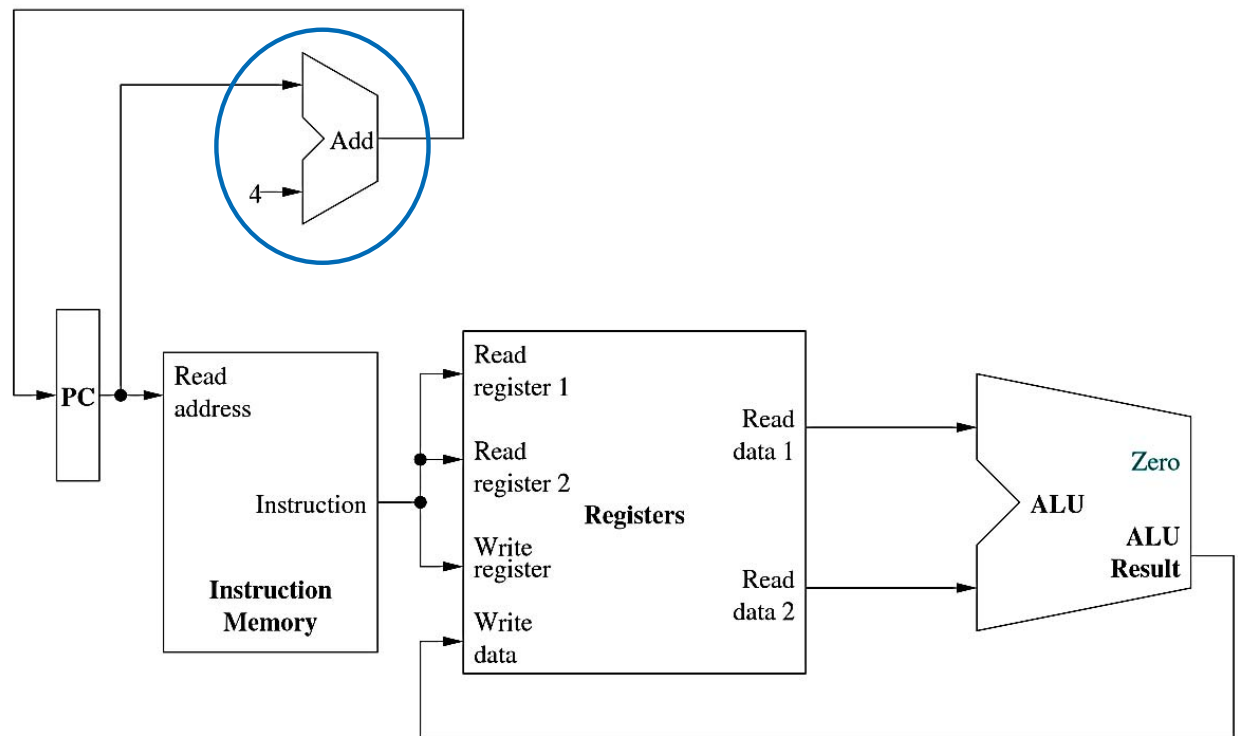 Add
4
PC
Read
address
Instruction
Instruction
Memory
Read
register 1
Read
register 2
Write
register
Write
data
Registers
Read
data 1
Read
data 2
Zero
ALU
ALU
Result